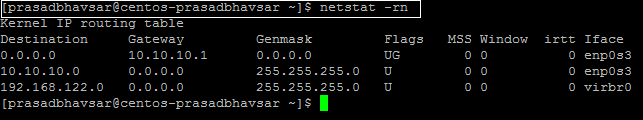 [prasadbhavsar@centos-prasadbhavsar ~]$ netstat -rn
Kernel IP routing table
Destination     Gateway         Genmask         Flags   MSS Window  irtt Iface
0.0.0.0         10.10.10.1      0.0.0.0         UG        0 0          0 enp0s3
10.10.10.0      0.0.0.0         255.255.255.0   U         0 0          0 enp0s3
192.168.122.0   0.0.0.0         255.255.255.0   U         0 0          0 virbr0
[prasadbhavsar@centos-prasadbhavsar ~]$